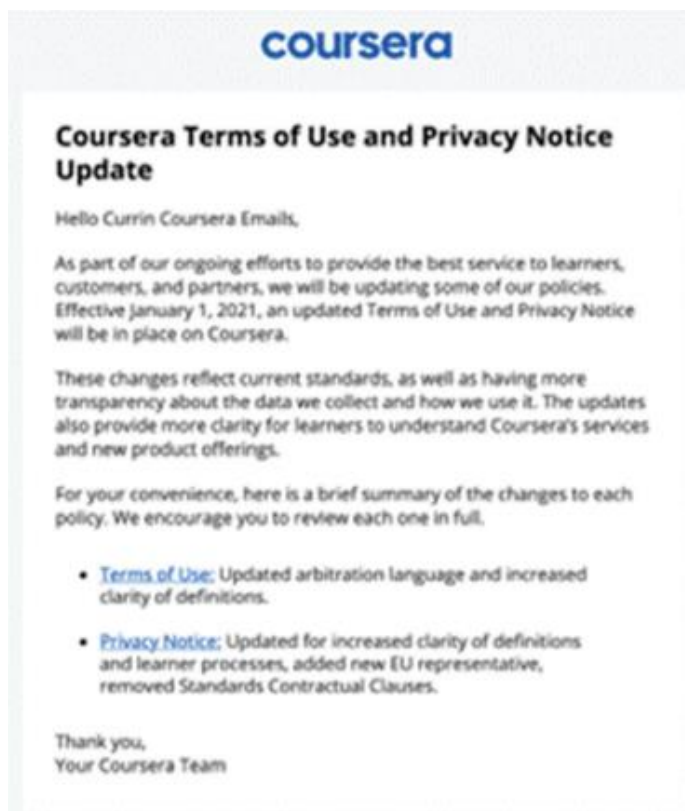 coursera
Coursera Terms of Use and Privacy Notice
Update
Hello Currin Coursera Emails,
As part of our ongoing efforts to provide the best service to learners,
customers, and partners, we will be updating some of our policies.
Effective January 1, 2021, an updated Terms of Use and Privacy Notice
will be in place on Coursera.
These changes reflect current standards, as well as having more
transparency about the data we collect and how we use it. The updates
also provide more clarity for learners to understand Coursera's services
and new product offerings.
For your convenience, here is a brief summary of the changes to each
policy. We encourage you to review each one in full.
• Terms of Use: Updated arbitration language and increased
clarity of definitions.
• Privacy Notice: Updated for increased clarity of definitions
and learner processes, added new EU representative,
removed Standards Contractual Clauses.
Thank you,
Your Coursera Team